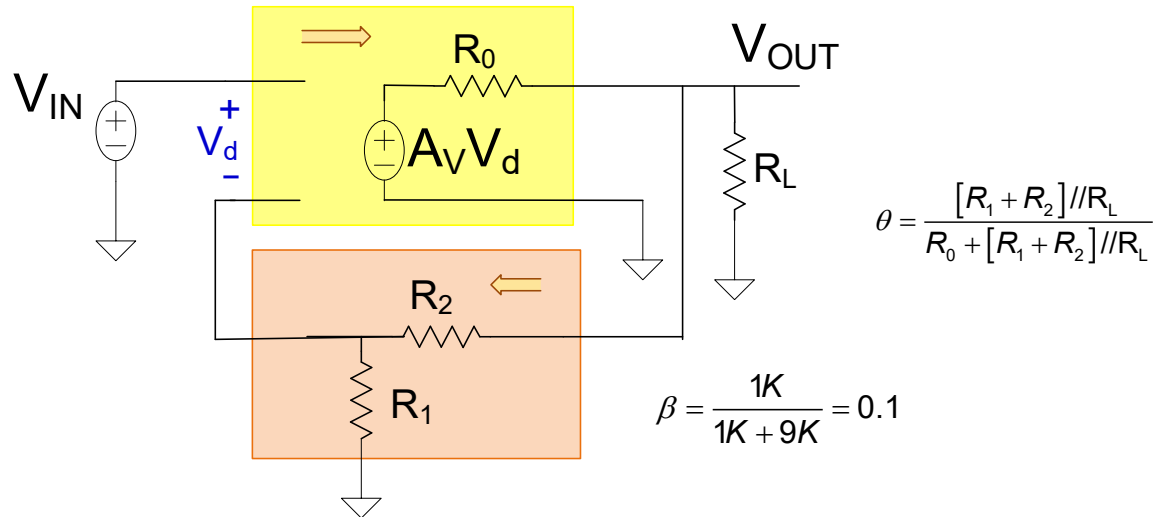 V_IN
+
V_d
−
R_0
+
−
A_V V_d
V_OUT
R_L
+
−
θ = [R_1 + R_2]//R_L / R_0 + [R_1 + R_2]//R_L
R_2
R_1
β = 1K / 1K + 9K = 0.1